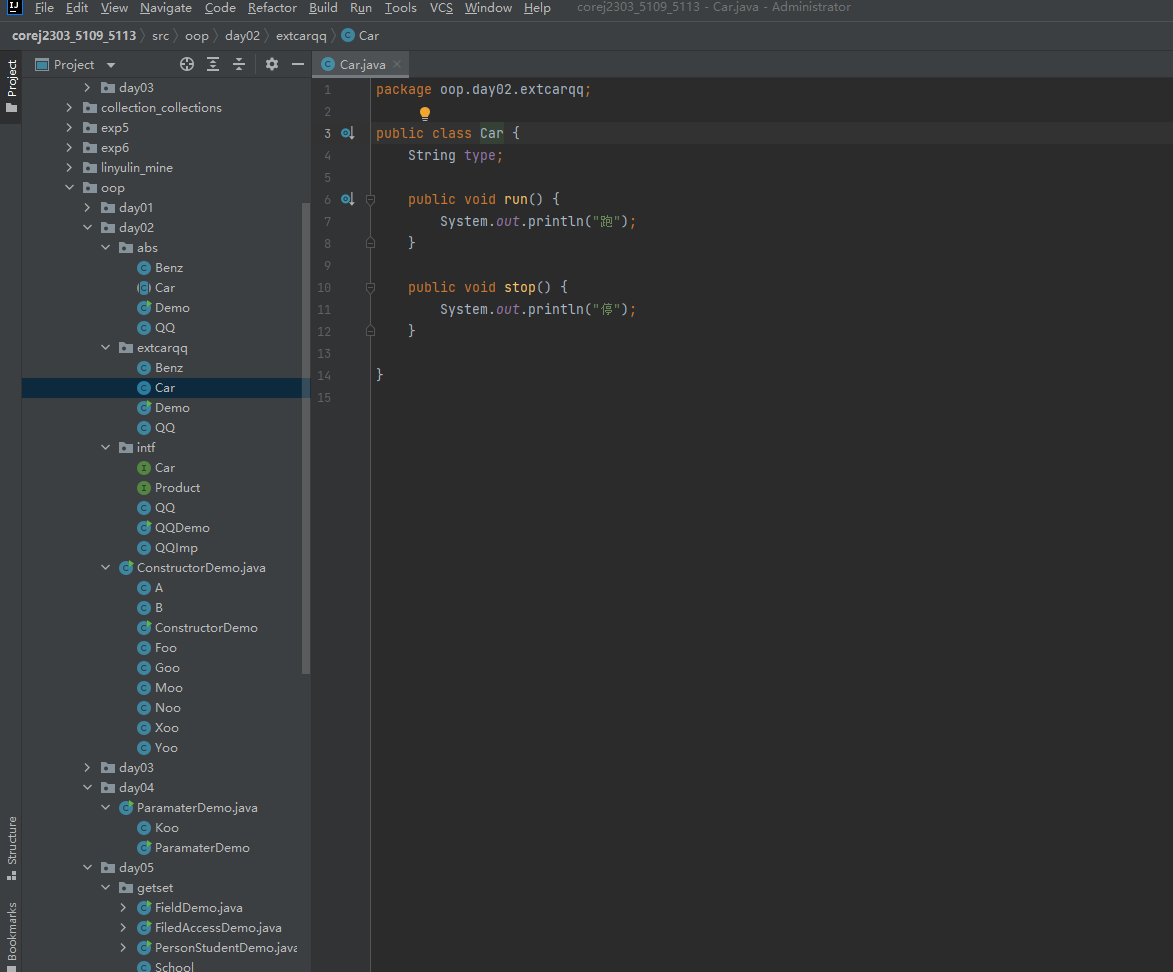 File Edit View Navigate Code Refactor Build Run Tools VCS Window Help corej2303_5109_5113 - Car.java - Administrator
corej2303_5109_5113 src oop day02 extcarqq Car
Project
Project
Car.java
day03
collection_collections
exp5
exp6
linyulin_mine
oop
day01
day02
abs
Benz
Car
Demo
QQ
extcarqq
Benz
Car
Demo
QQ
intf
Car
Product
QQ
QQDemo
QQImp
ConstructorDemo.java
A
B
ConstructorDemo
Foo
Goo
Moo
Noo
Xoo
Yoo
day03
day04
ParamaterDemo.java
Koo
ParamaterDemo
day05
getset
FieldDemo.java
FiledAccessDemo.java
PersonStudentDemo.java
School
Structure
Bookmarks
1 package oop.day02.extcarqq;
2
3 public class Car {
4 String type;
5
6 public void run() {
7 System.out.println("跑");
8 }
9
10 public void stop() {
11 System.out.println("停");
12 }
13
14 }
15